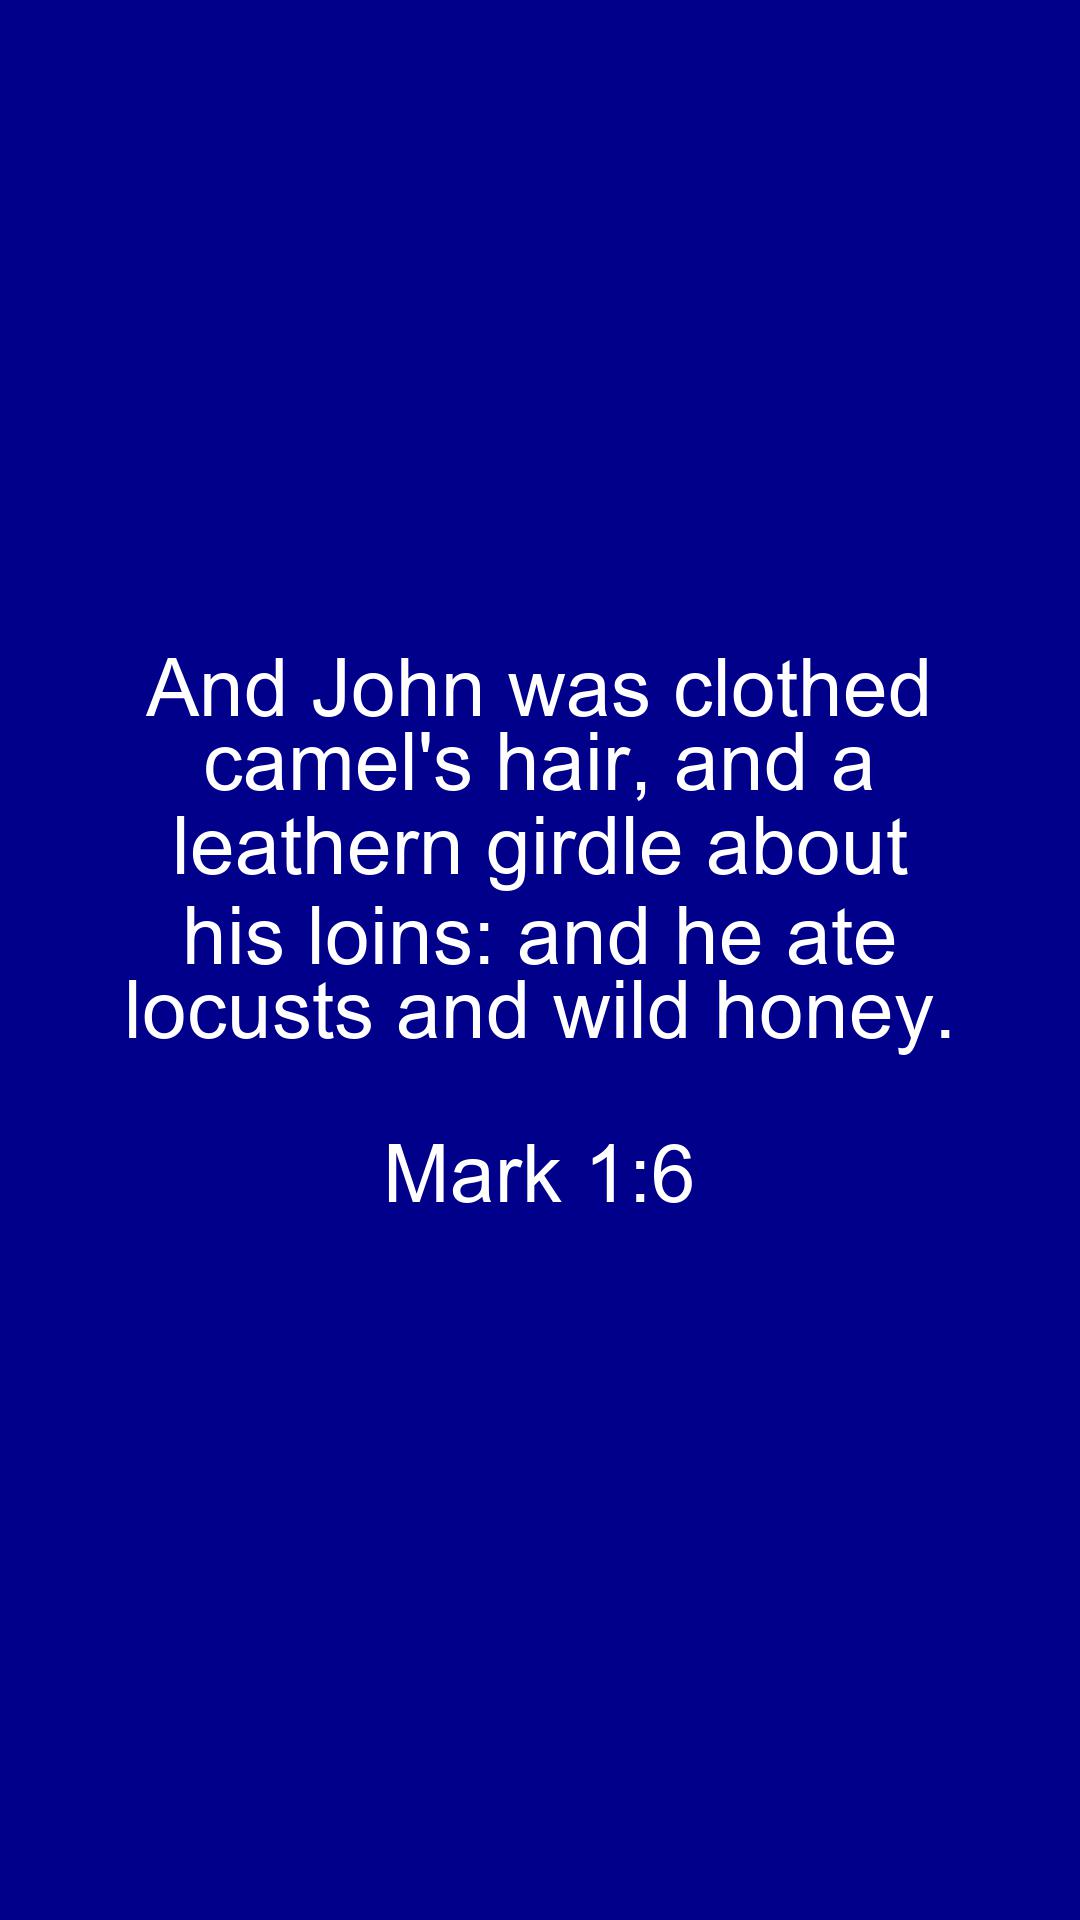 And John was clothed
camel's hair, and a
leathern girdle about
his loins: and he ate
locusts and wild honey.
Mark 1:6